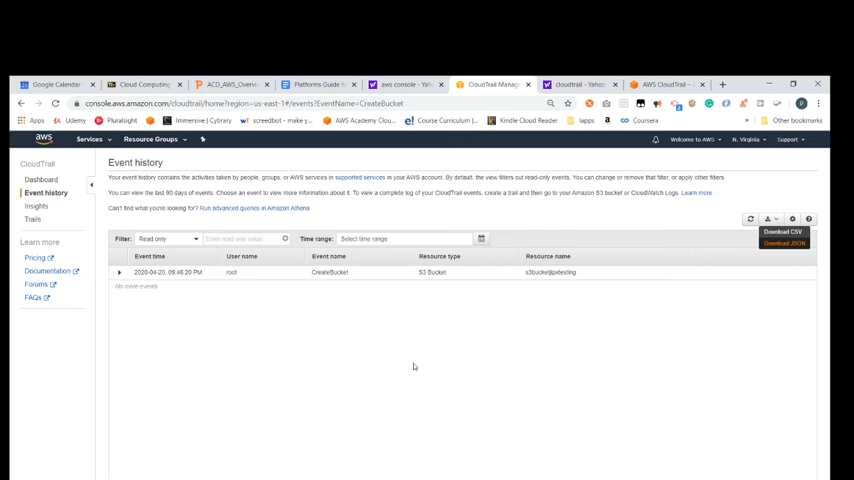 Google Calendar
Cloud Computing
ACD_AWS_Overvi
Platforms Guide f
aws console - Yah
CloudTrail Manag
cloudtrail - Yahoo
AWS CloudTrail –
console.aws.amazon.com/cloudtrail/home?region=us-east-1#/events?EventName=CreateBucket
Apps
Udemy
Pluralsight
Immersive | Cybrary
screedbot - make y...
AWS Academy Clou...
Course Curriculum |...
Kindle Cloud Reader
Iapps
Coursera
»
Other bookmarks
aws
Services
Resource Groups
Welcome to AWS
N. Virginia
Support
CloudTrail
Dashboard
Event history
Insights
Trails
Learn more
Pricing
Documentation
Forums
FAQs
Event history
Your event history contains the activities taken by people, groups, or AWS services in supported services in your AWS account. By default, the view filters out read-only events. You can change or remove that filter, or apply other filters.
You can view the last 90 days of events. Choose an event to view more information about it. To view a complete log of your CloudTrail events, create a trail and then go to your Amazon S3 bucket or CloudWatch Logs. Learn more
Can't find what you're looking for? Run advanced queries in Amazon Athena
Download CSV
Download JSON
Filter: Read only Enter read only value Time range: Select time range
Event time User name Event name Resource type Resource name
2020-04-20, 09:46:20 PM root CreateBucket S3 Bucket
No more events